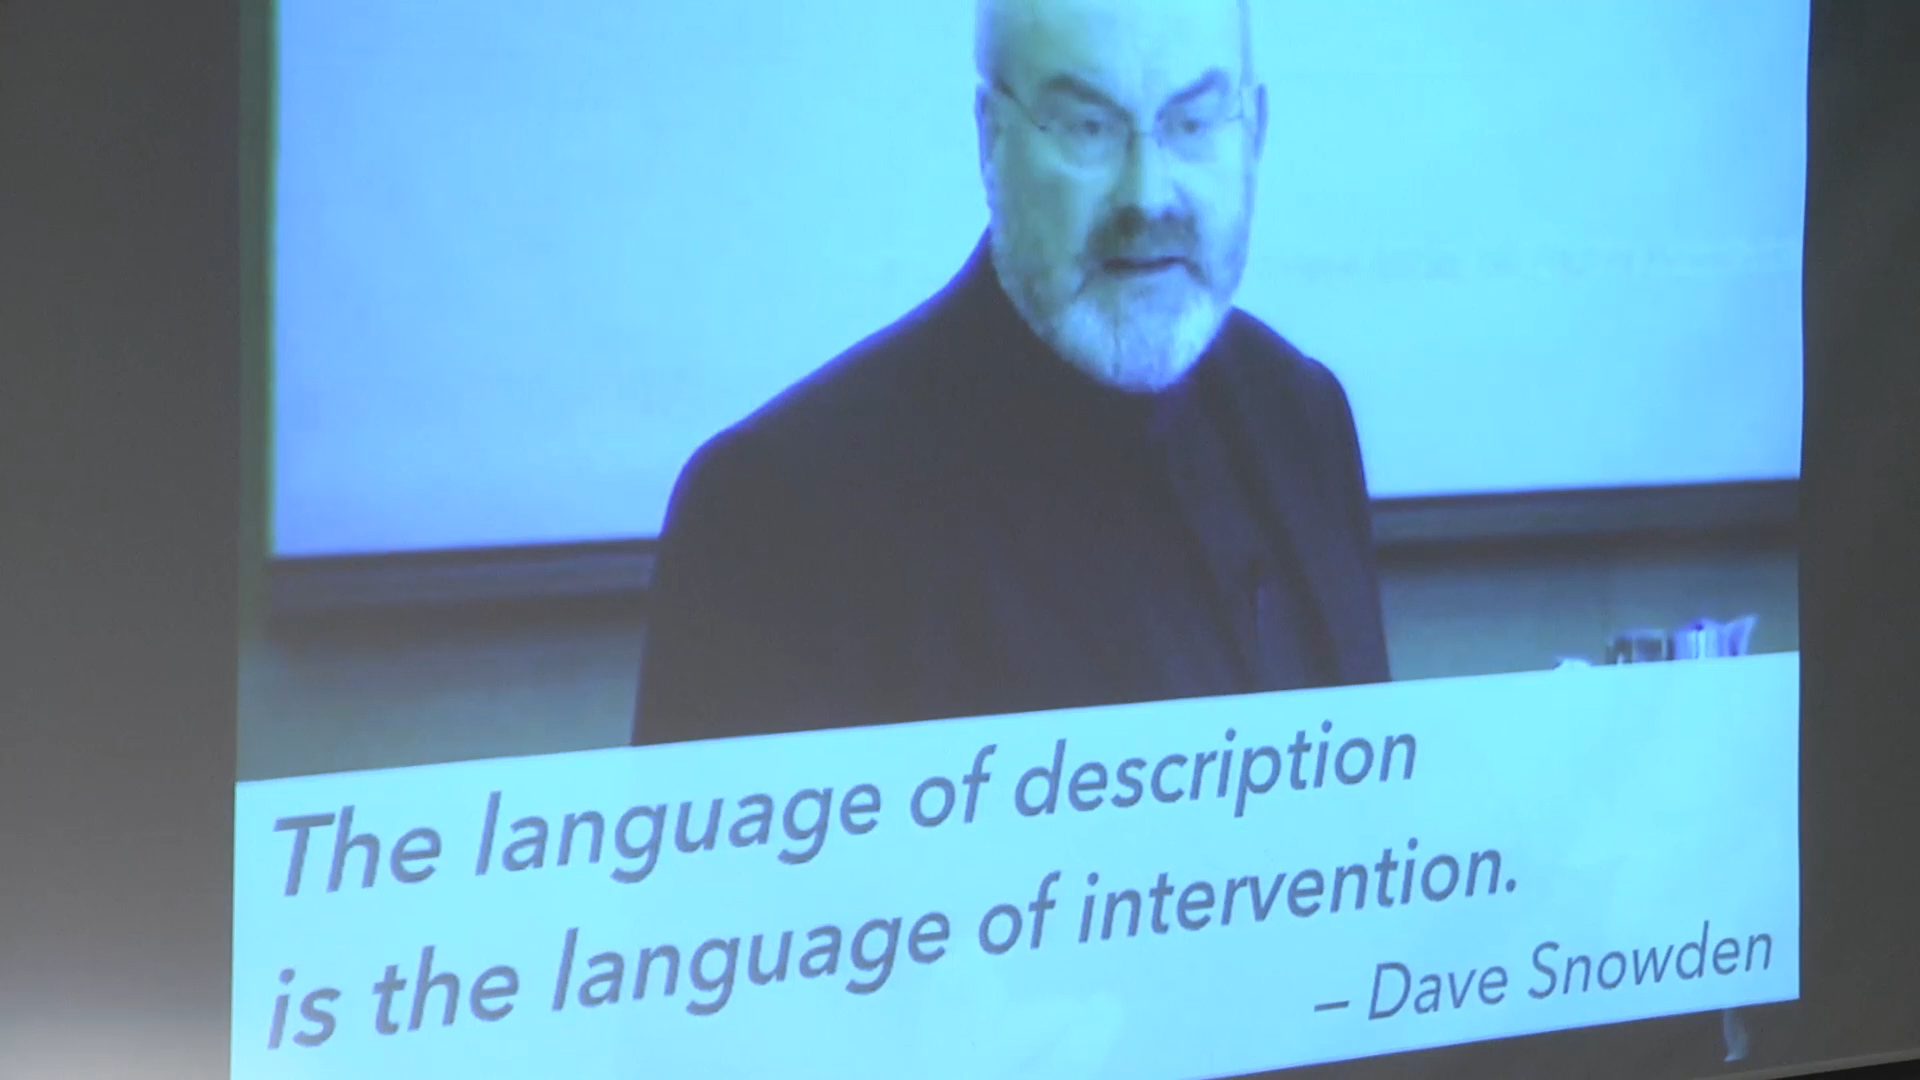 The language of description
is the language of intervention.
– Dave Snowden